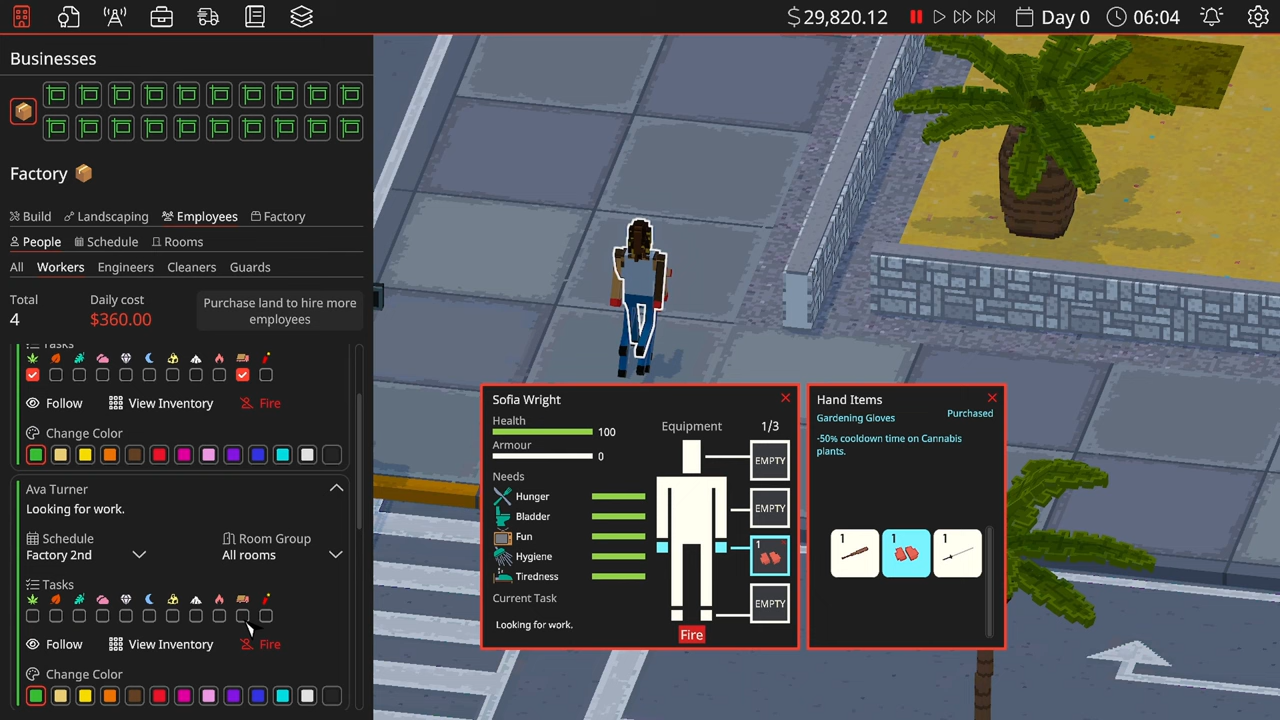 $29,820.12
Day 0
06:04
Businesses
Factory
Build Landscaping Employees Factory
People Schedule Rooms
All Workers Engineers Cleaners Guards
Total
4
Daily cost
$360.00
Purchase land to hire more
employees
Tasks
Follow View Inventory Fire
Change Color
Ava Turner
Looking for work.
Schedule
Factory 2nd
Room Group
All rooms
Tasks
Follow View Inventory Fire
Change Color
Sofia Wright
Health
100
Armour
0
Needs
Hunger
Bladder
Fun
Hygiene
Tiredness
Current Task
Looking for work.
Equipment 1/3
EMPTY
EMPTY
1
EMPTY
Fire
Hand Items
Gardening Gloves
Purchased
-50% cooldown time on Cannabis
plants.
1 1 1